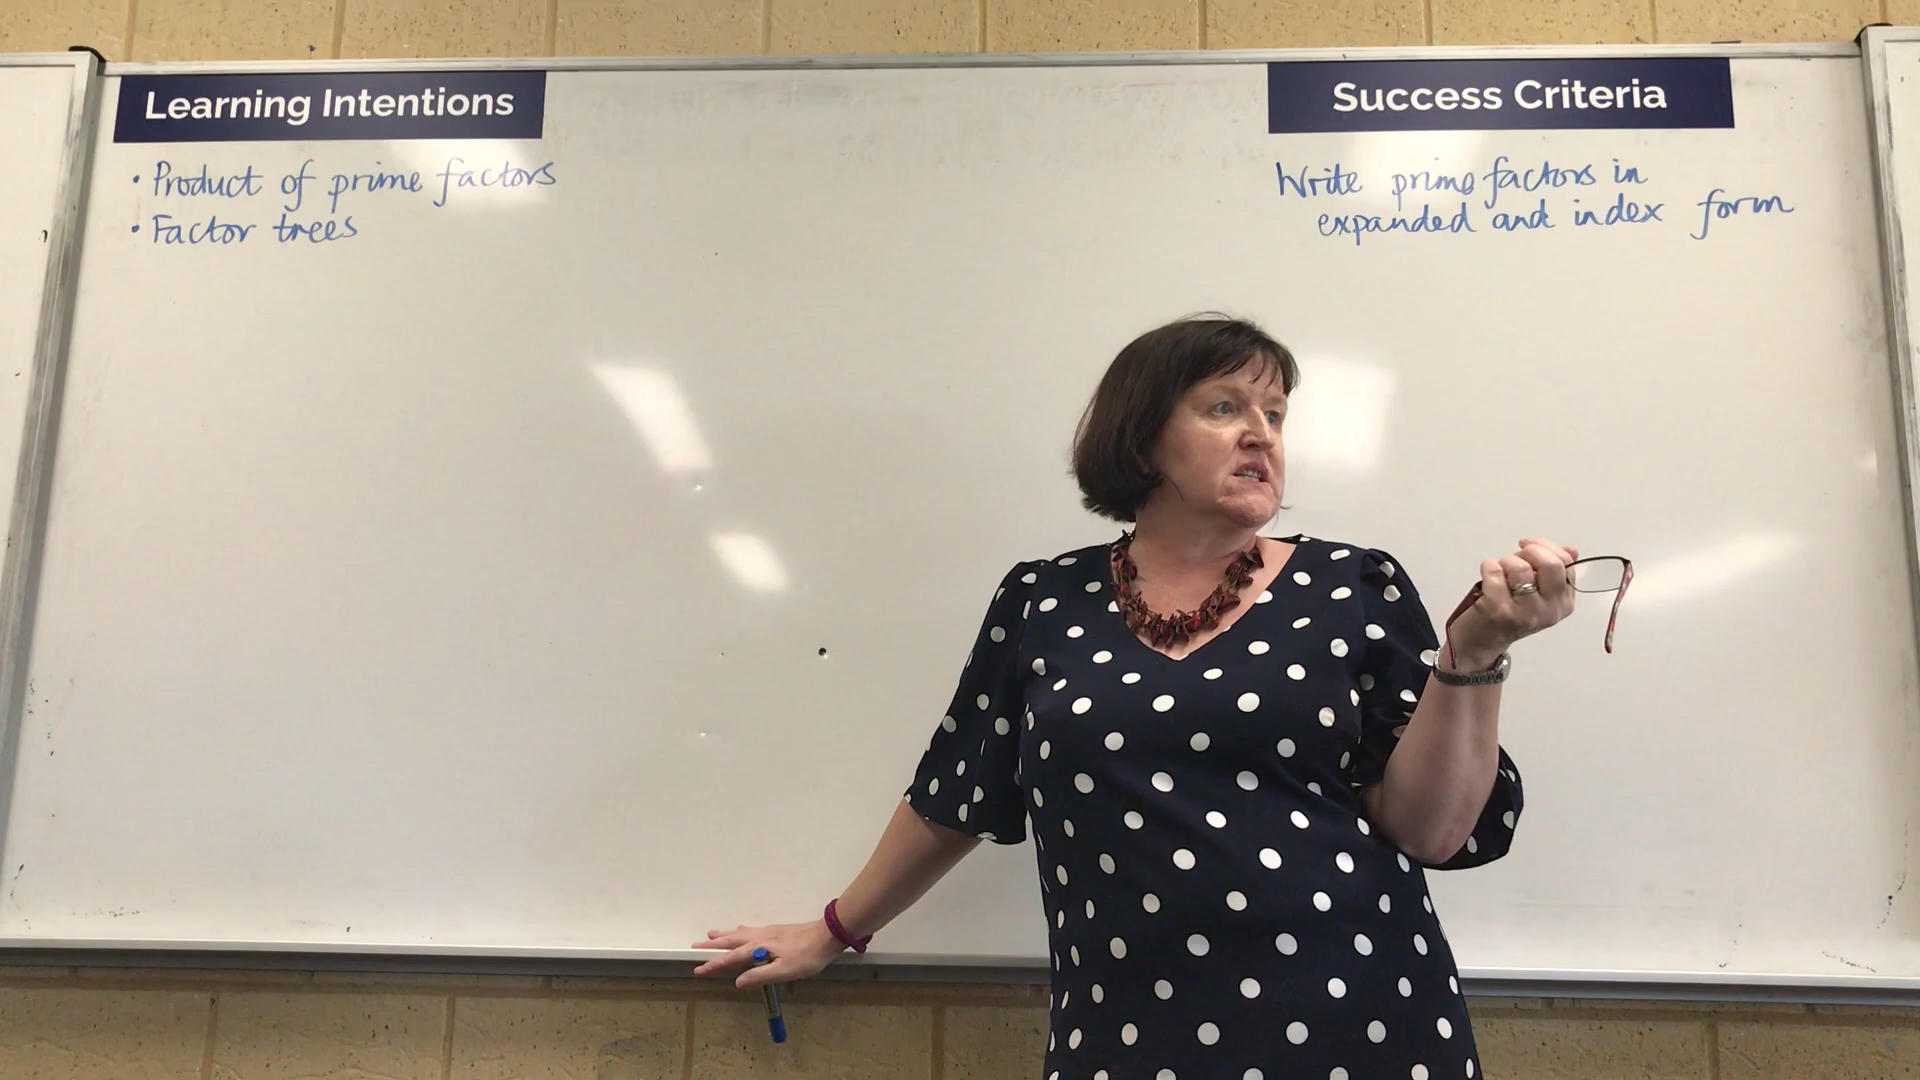 Learning Intentions
• Product of prime factors
• Factor trees
Success Criteria
Write prime factors in
expanded and index form